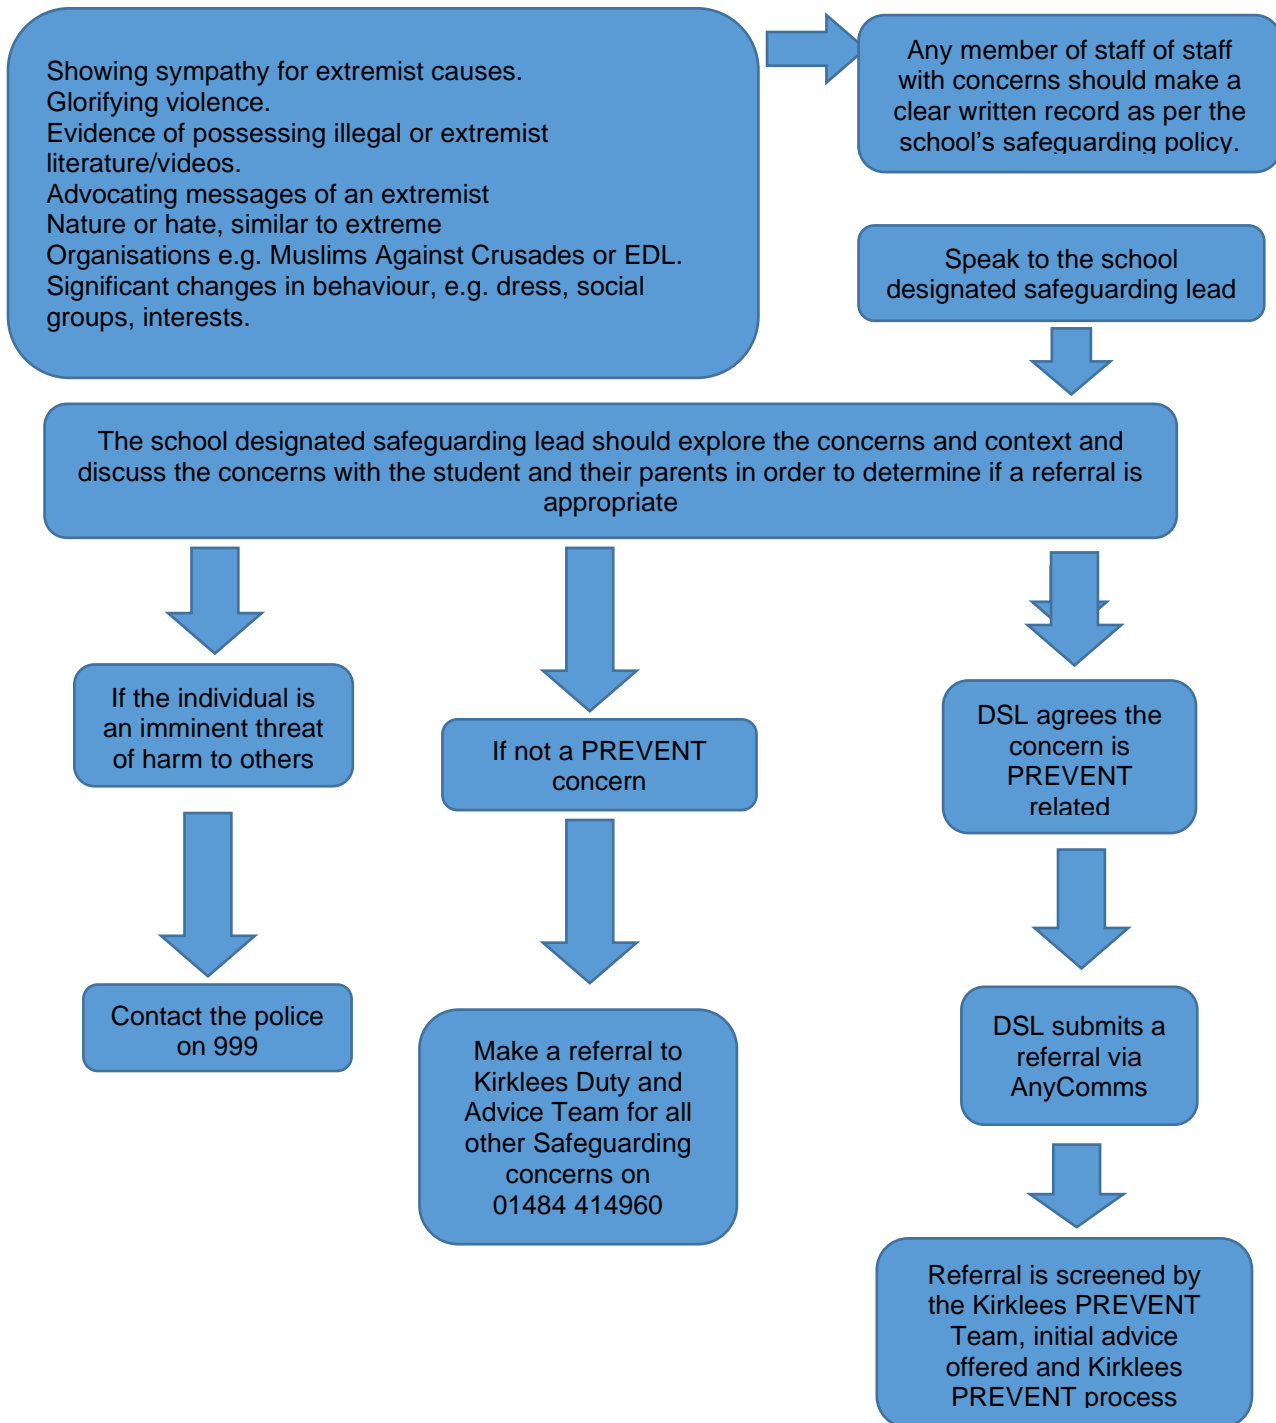 Showing sympathy for extremist causes.
Glorifying violence.
Evidence of possessing illegal or extremist
literature/videos.
Advocating messages of an extremist
Nature or hate, similar to extreme
Organisations e.g. Muslims Against Crusades or EDL.
Significant changes in behaviour, e.g. dress, social
groups, interests.
Any member of staff of staff
with concerns should make a
clear written record as per the
school’s safeguarding policy.
Speak to the school
designated safeguarding lead
The school designated safeguarding lead should explore the concerns and context and
discuss the concerns with the student and their parents in order to determine if a referral is
appropriate
If the individual is
an imminent threat
of harm to others
Contact the police
on 999
If not a PREVENT
concern
Make a referral to
Kirklees Duty and
Advice Team for all
other Safeguarding
concerns on
01484 414960
DSL agrees the
concern is
PREVENT
related
DSL submits a
referral via
AnyComms
Referral is screened by
the Kirklees PREVENT
Team, initial advice
offered and Kirklees
PREVENT process